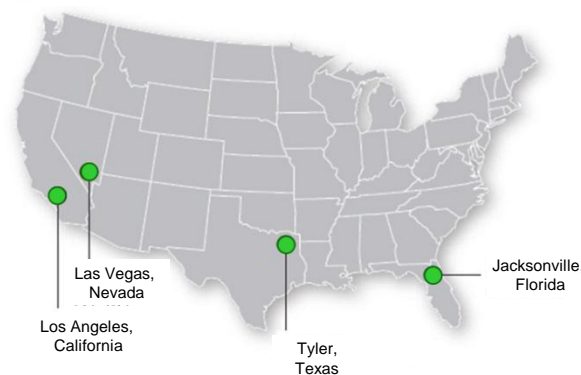 Las Vegas,
Nevada
Los Angeles,
California
Tyler,
Texas
Jacksonville
Florida